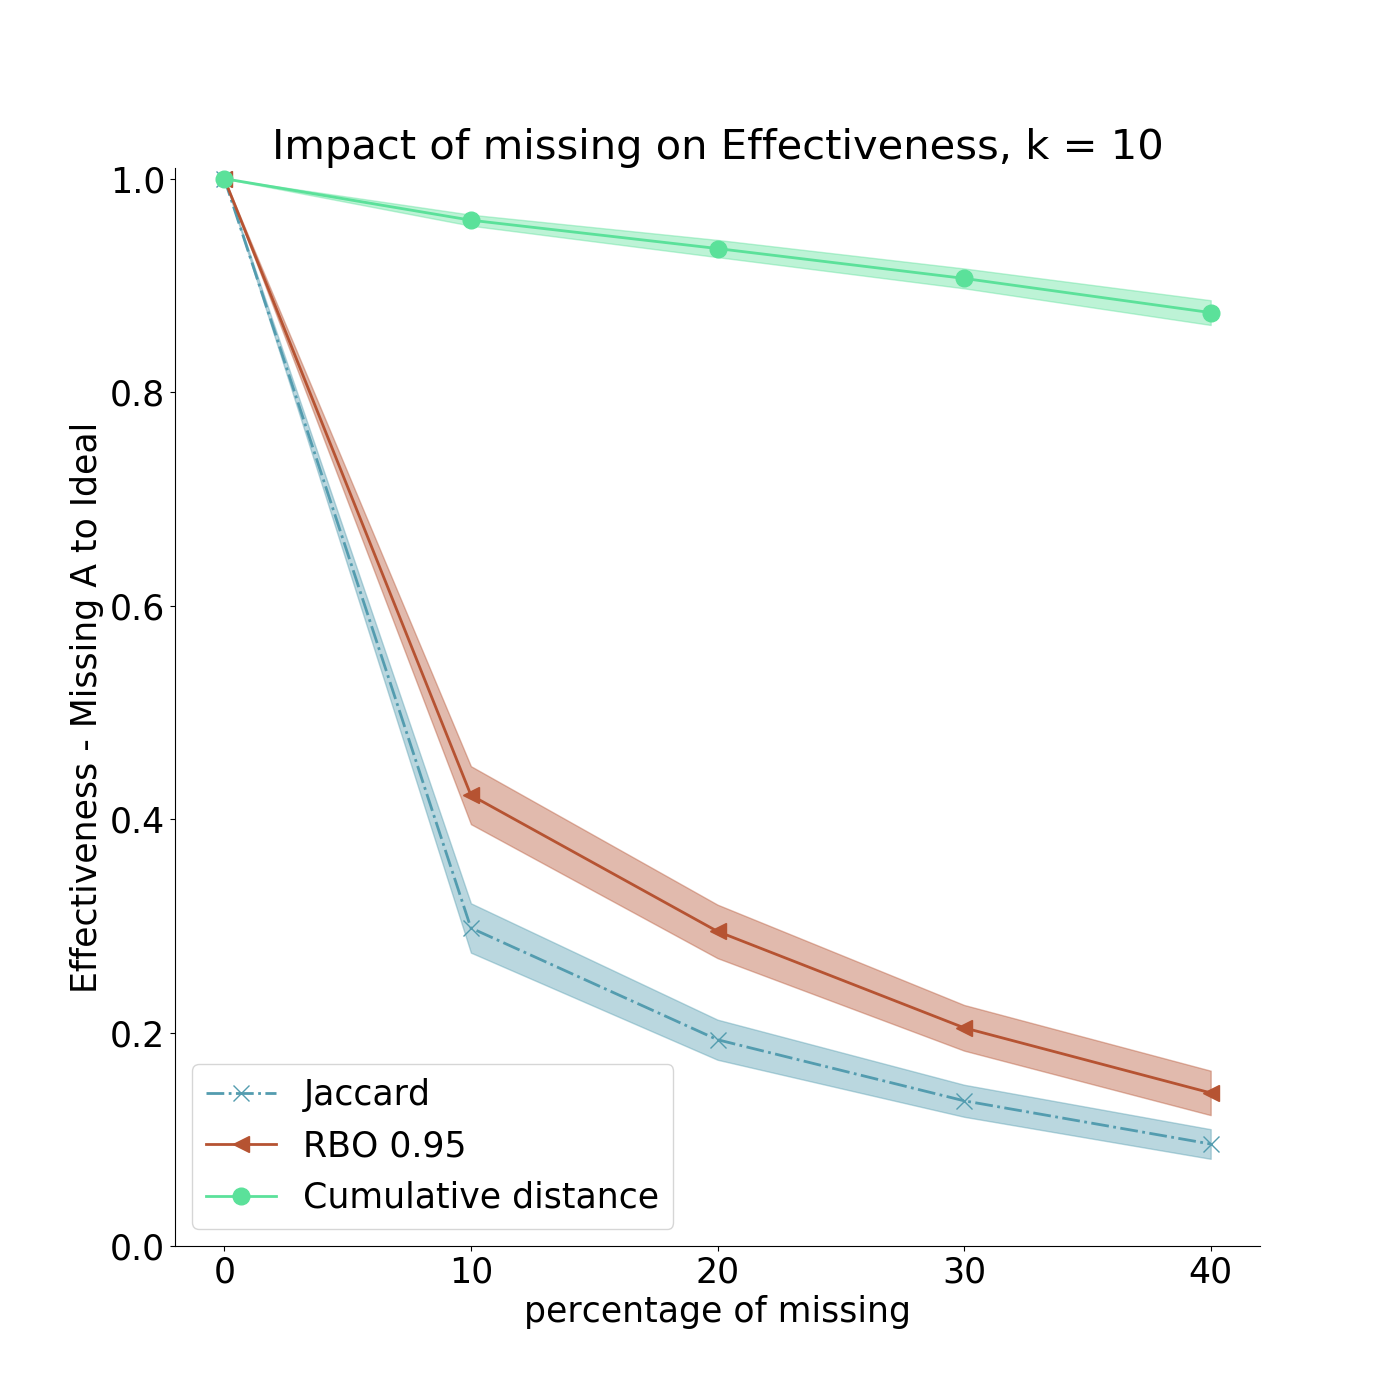 Impact of missing on Effectiveness, k = 10
1.0
0.8
0.6
0.4
0.2
0.0
Effectiveness - Missing A to Ideal
Jaccard
RBO 0.95
Cumulative distance
0 10 20 30 40
percentage of missing